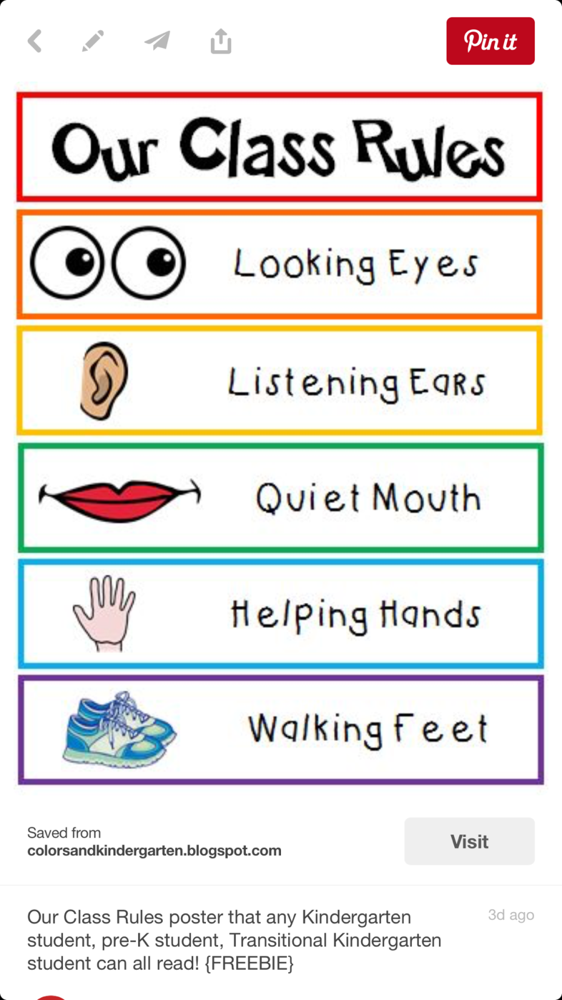 Pin it
Our Class Rules
Looking Eyes
Listening Ears
Quiet Mouth
Helping Hands
Walking Feet
Saved from
colorsandkindergarten.blogspot.com
Visit
Our Class Rules poster that any Kindergarten
3d ago
student, pre-K student, Transitional Kindergarten
student can all read! {FREEBIE}